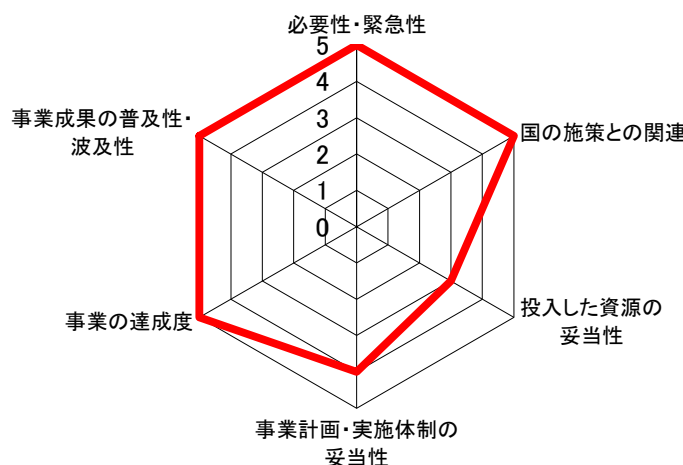 必要性・緊急性
5
4
3
2
1
0
事業成果の普及性・
波及性
国の施策との関連
事業の達成度
投入した資源の
妥当性
事業計画・実施体制の
妥当性